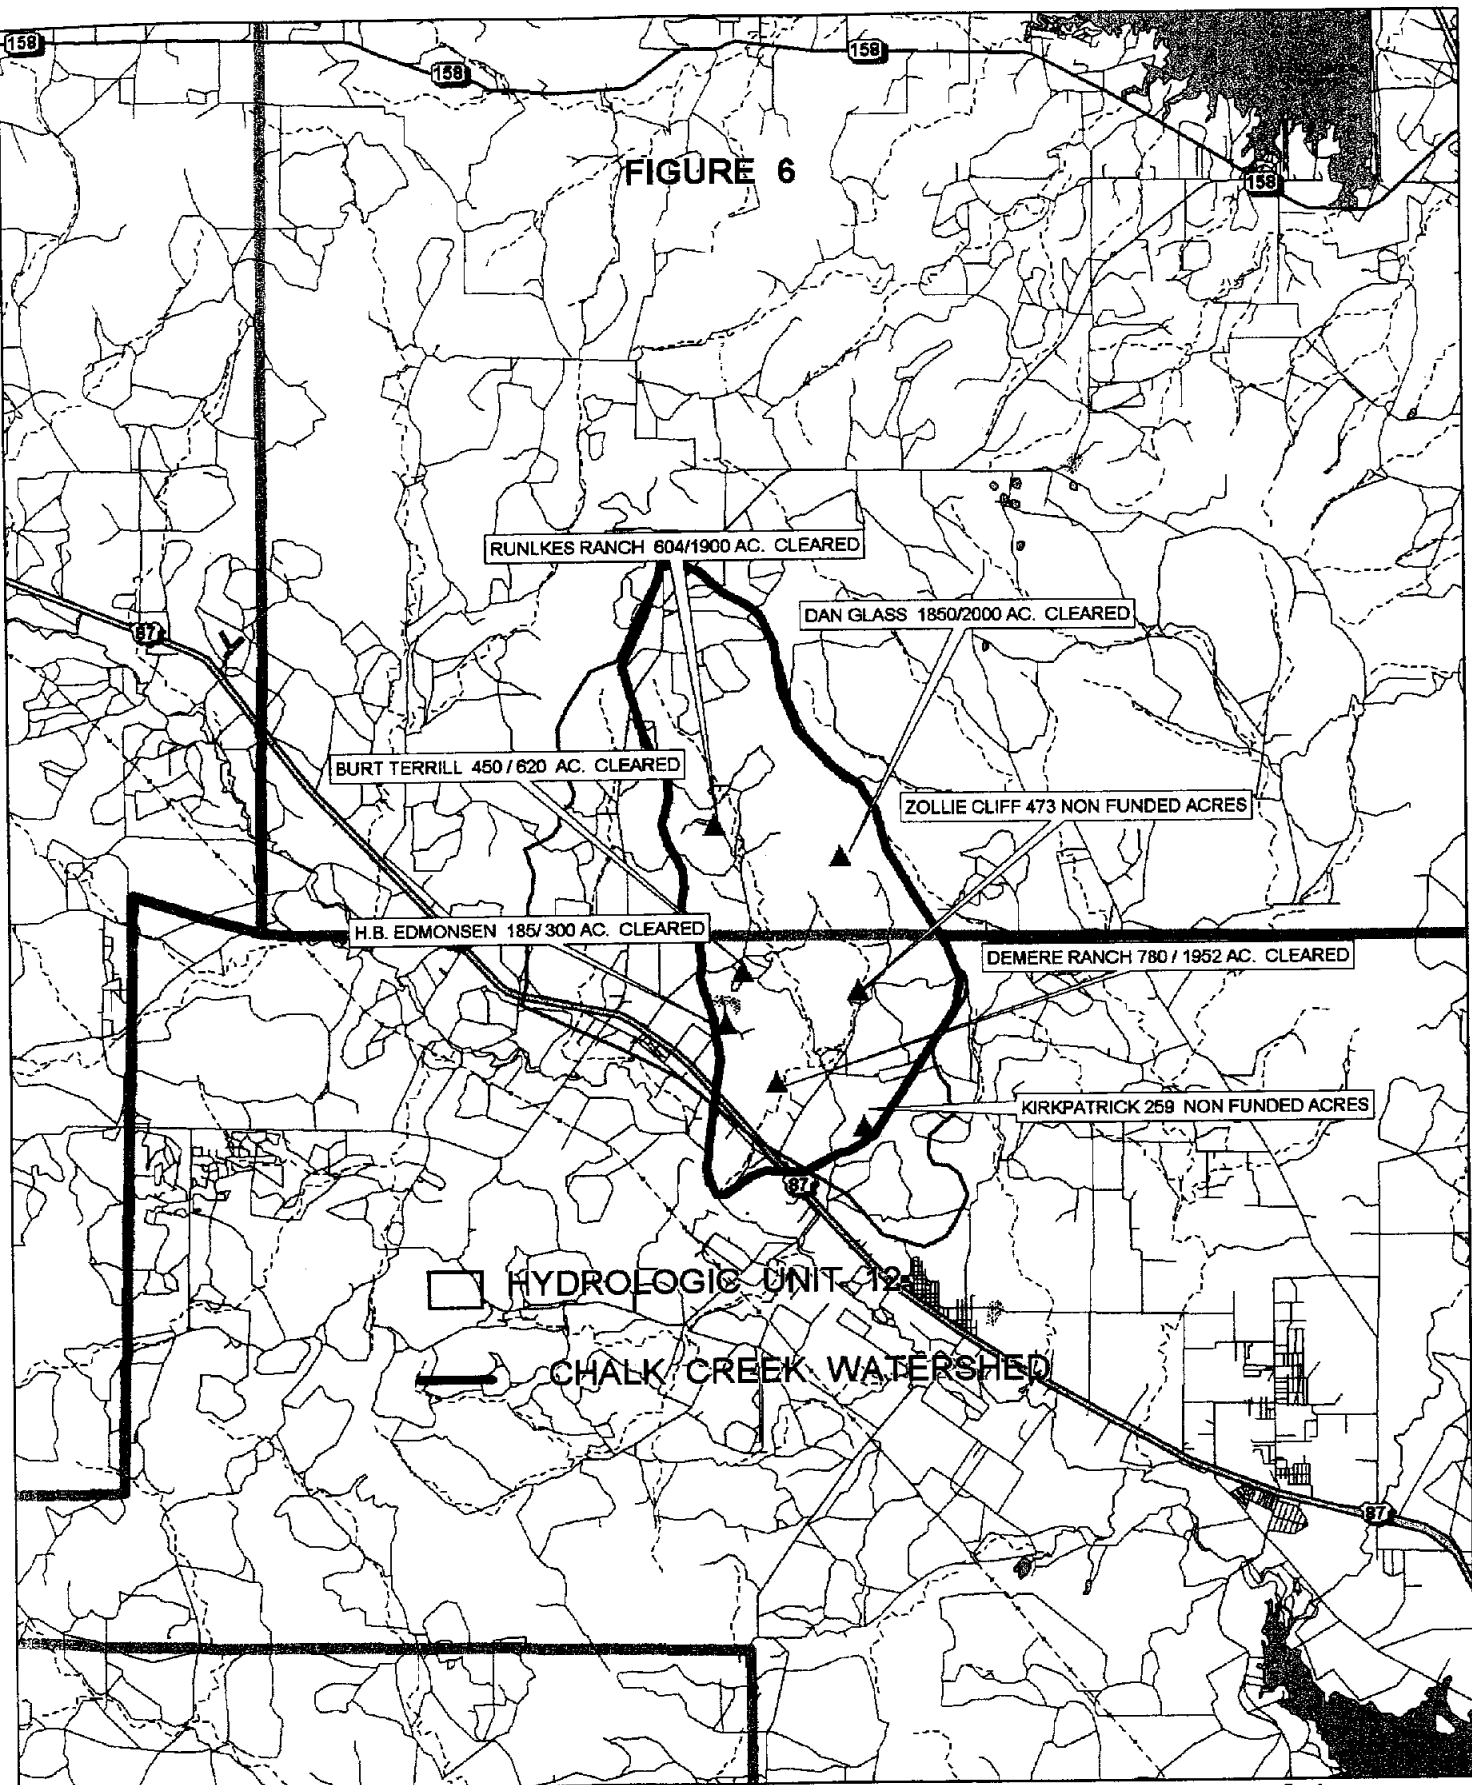 158
158
158
FIGURE 6
158
RUNLKES RANCH 604/1900 AC. CLEARED
DAN GLASS 1850/2000 AC. CLEARED
87
BURT TERRILL 450 / 620 AC. CLEARED
ZOLLIE CLIFF 473 NON FUNDED ACRES
H.B. EDMONSEN 185/ 300 AC. CLEARED
DEMERE RANCH 780 / 1952 AC. CLEARED
KIRKPATRICK 259 NON FUNDED ACRES
87
HYDROLOGIC UNIT 12
CHALK CREEK WATERSHED
87